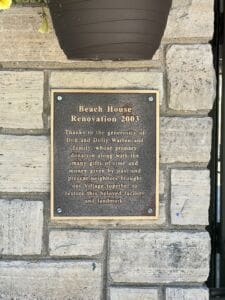 Beach House
Renovation 2003
Thanks to the generosity of
Dick and Dolly Warben and
family, whose primary
donation along with the
many gifts of time and
money given by past and
present neighbors brought
our Village together to
restore this beloved facility
and landmark.